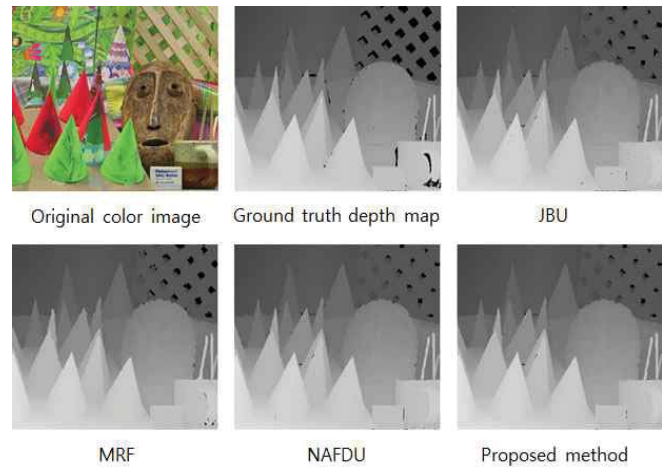 Original color image
Ground truth depth map
JBU
MRF
NAFDU
Proposed method